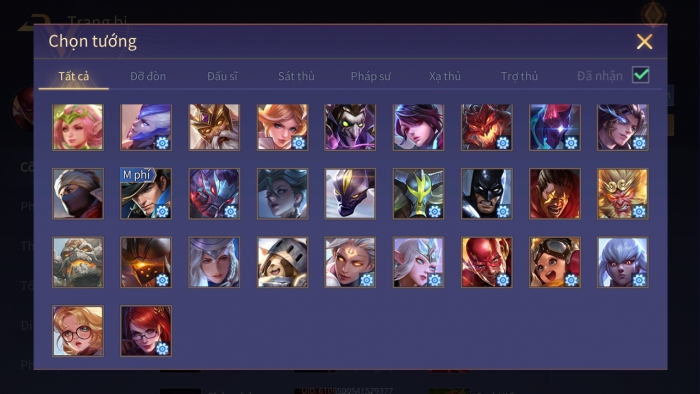 Trang bị
Chọn tướng
Tất cả Đỡ đòn Đấu sĩ Sát thủ Pháp sư Xạ thủ Trợ thủ Đã nhận
M phí